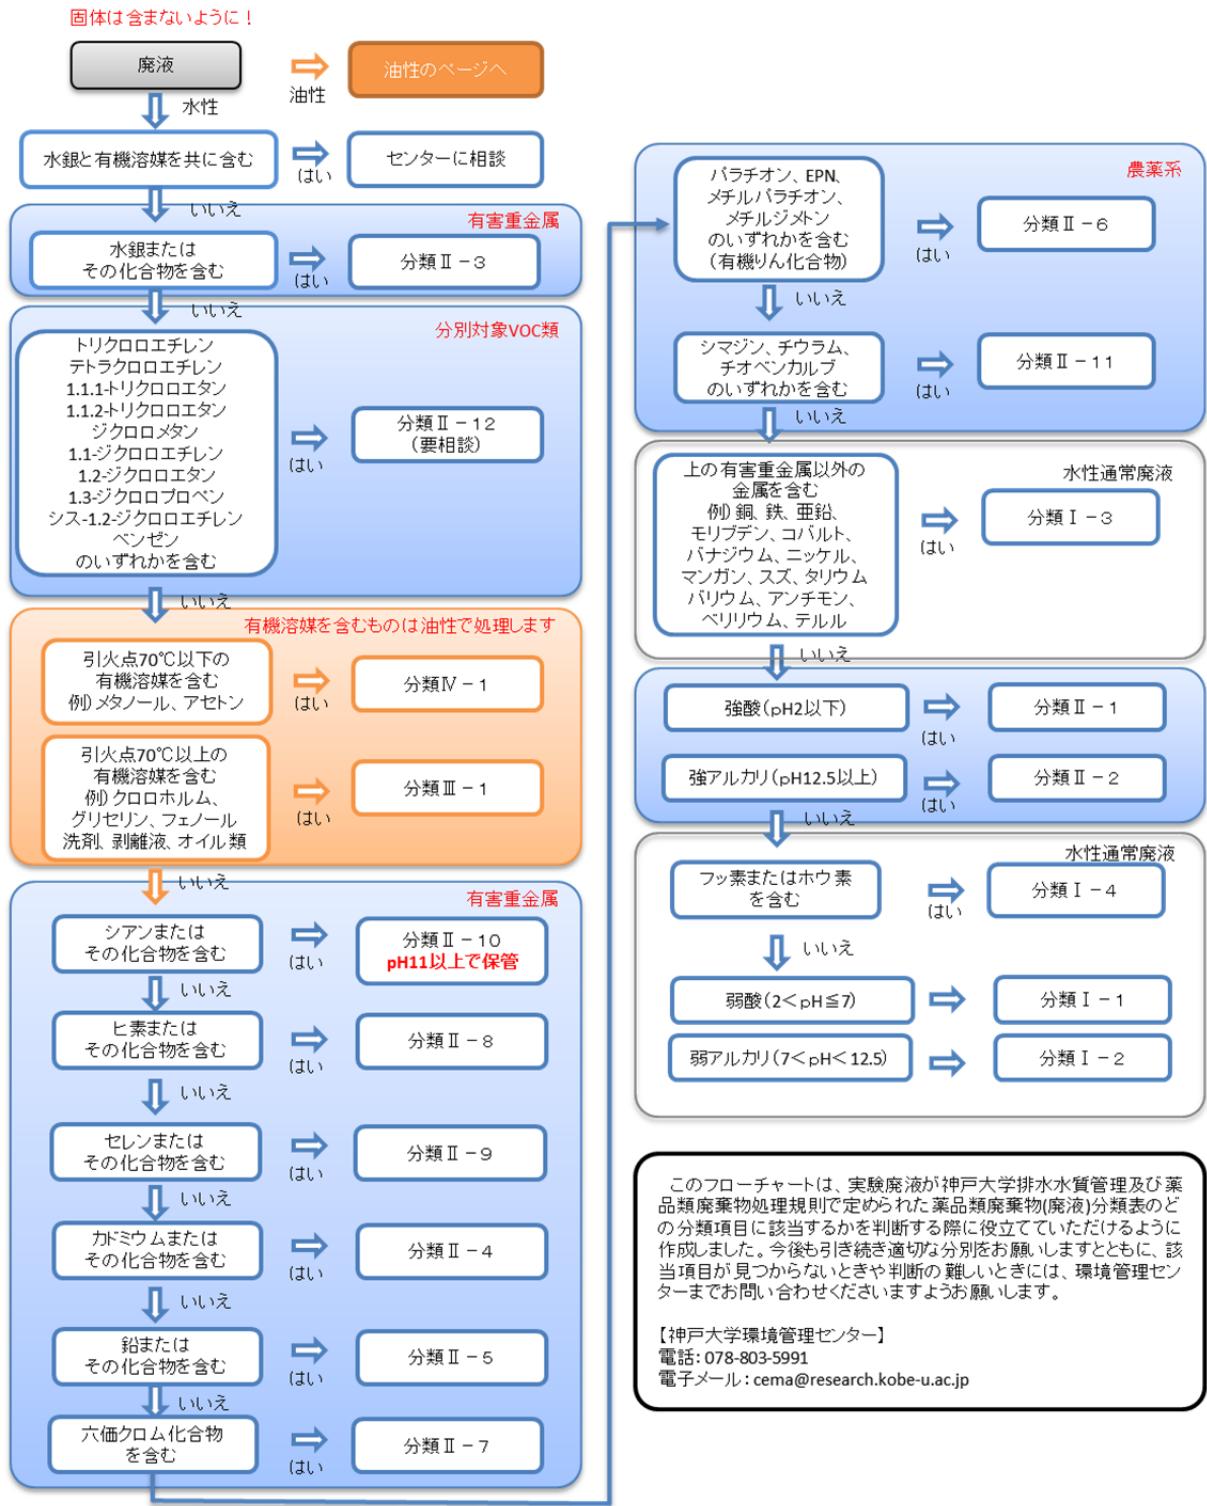 固体は含まないように！
廃液
油性のページへ
油性
水性
水銀と有機溶媒を共に含む
はい
センターに相談
いいえ
有害重金属
水銀または
その化合物を含む
はい
分類Ⅱ－３
いいえ
分別対象VOC類
トリクロロエチレン
テトラクロロエチレン
1.1.1-トリクロロエタン
1.1.2-トリクロロエタン
ジクロロメタン
1.1-ジクロロエチレン
1.2-ジクロロエタン
1.3-ジクロロプロペン
シス-1.2-ジクロロエチレン
ベンゼン
のいずれかを含む
はい
分類Ⅱ－１２
（要相談）
いいえ
有機溶媒を含むものは油性で処理します
引火点70℃以下の
有機溶媒を含む
例）メタノール、アセトン
はい
分類Ⅳ－１
引火点70℃以上の
有機溶媒を含む
例）クロロホルム、
グリセリン、フェノール
洗剤、剥離液、オイル類
はい
分類Ⅲ－１
いいえ
有害重金属
シアンまたは
その化合物を含む
はい
分類Ⅱ－１０
pH11以上で保管
いいえ
ヒ素または
その化合物を含む
はい
分類Ⅱ－８
いいえ
セレンまたは
その化合物を含む
はい
分類Ⅱ－９
いいえ
カドミウムまたは
その化合物を含む
はい
分類Ⅱ－４
いいえ
鉛または
その化合物を含む
はい
分類Ⅱ－５
いいえ
六価クロム化合物
を含む
はい
分類Ⅱ－７
農薬系
パラチオン、EPN、
メチルパラチオン、
メチルジメトン
のいずれかを含む
（有機りん化合物）
はい
分類Ⅱ－６
いいえ
シマジン、チウラム、
チオベンカルブ
のいずれかを含む
はい
分類Ⅱ－１１
いいえ
水性通常廃液
上の有害重金属以外の
金属を含む
例）銅、鉄、亜鉛、
モリブデン、コバルト、
バナジウム、ニッケル、
マンガン、スズ、タリウム
バリウム、アンチモン、
ベリリウム、テルル
はい
分類Ⅰ－３
いいえ
強酸（pH2以下）
はい
分類Ⅱ－１
強アルカリ（pH12.5以上）
はい
分類Ⅱ－２
いいえ
水性通常廃液
フッ素またはホウ素
を含む
はい
分類Ⅰ－４
いいえ
弱酸（2＜pH≦7）
分類Ⅰ－１
弱アルカリ（7＜pH＜12.5）
分類Ⅰ－２
このフローチャートは、実験廃液が神戸大学排水水質管理及び薬
品類廃棄物処理規則で定められた薬品類廃棄物(廃液)分類表のど
の分類項目に該当するかを判断する際に役立てていただけるように
作成しました。今後も引き続き適切な分別をお願いしますとともに、該
当項目が見つからないときや判断の難しいときには、環境管理セン
ターまでお問い合わせくださいますようお願いします。
【神戸大学環境管理センター】
電話：078-803-5991
電子メール：cema@research.kobe-u.ac.jp